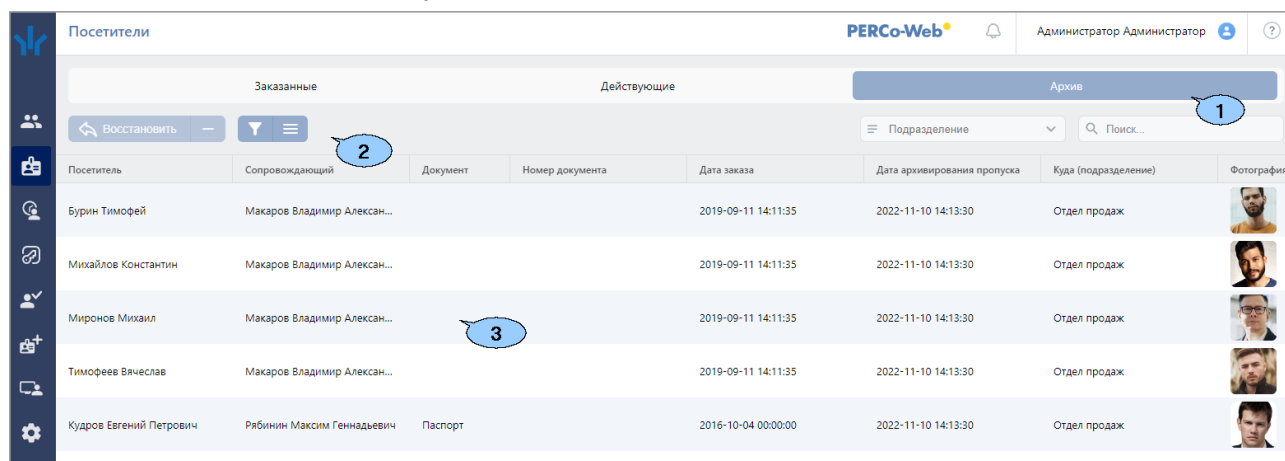 Посетители PERCo-Web Администратор Администратор ?
Заказанные Действующие Архив
1
Восстановить Подразделение Поиск...
2
Посетитель Сопровождающий Документ Номер документа Дата заказа Дата архивирования пропуска Куда (подразделение) Фотография
Бурин Тимофей Макаров Владимир Алексан... 2019-09-11 14:11:35 2022-11-10 14:13:30 Отдел продаж
Михайлов Константин Макаров Владимир Алексан... 2019-09-11 14:11:35 2022-11-10 14:13:30 Отдел продаж
Миронов Михаил Макаров Владимир Алексан... 2019-09-11 14:11:35 2022-11-10 14:13:30 Отдел продаж
3
Тимофеев Вячеслав Макаров Владимир Алексан... 2019-09-11 14:11:35 2022-11-10 14:13:30 Отдел продаж
Кудров Евгений Петрович Рябинин Максим Геннадьевич Паспорт 2016-10-04 00:00:00 2022-11-10 14:13:30 Отдел продаж